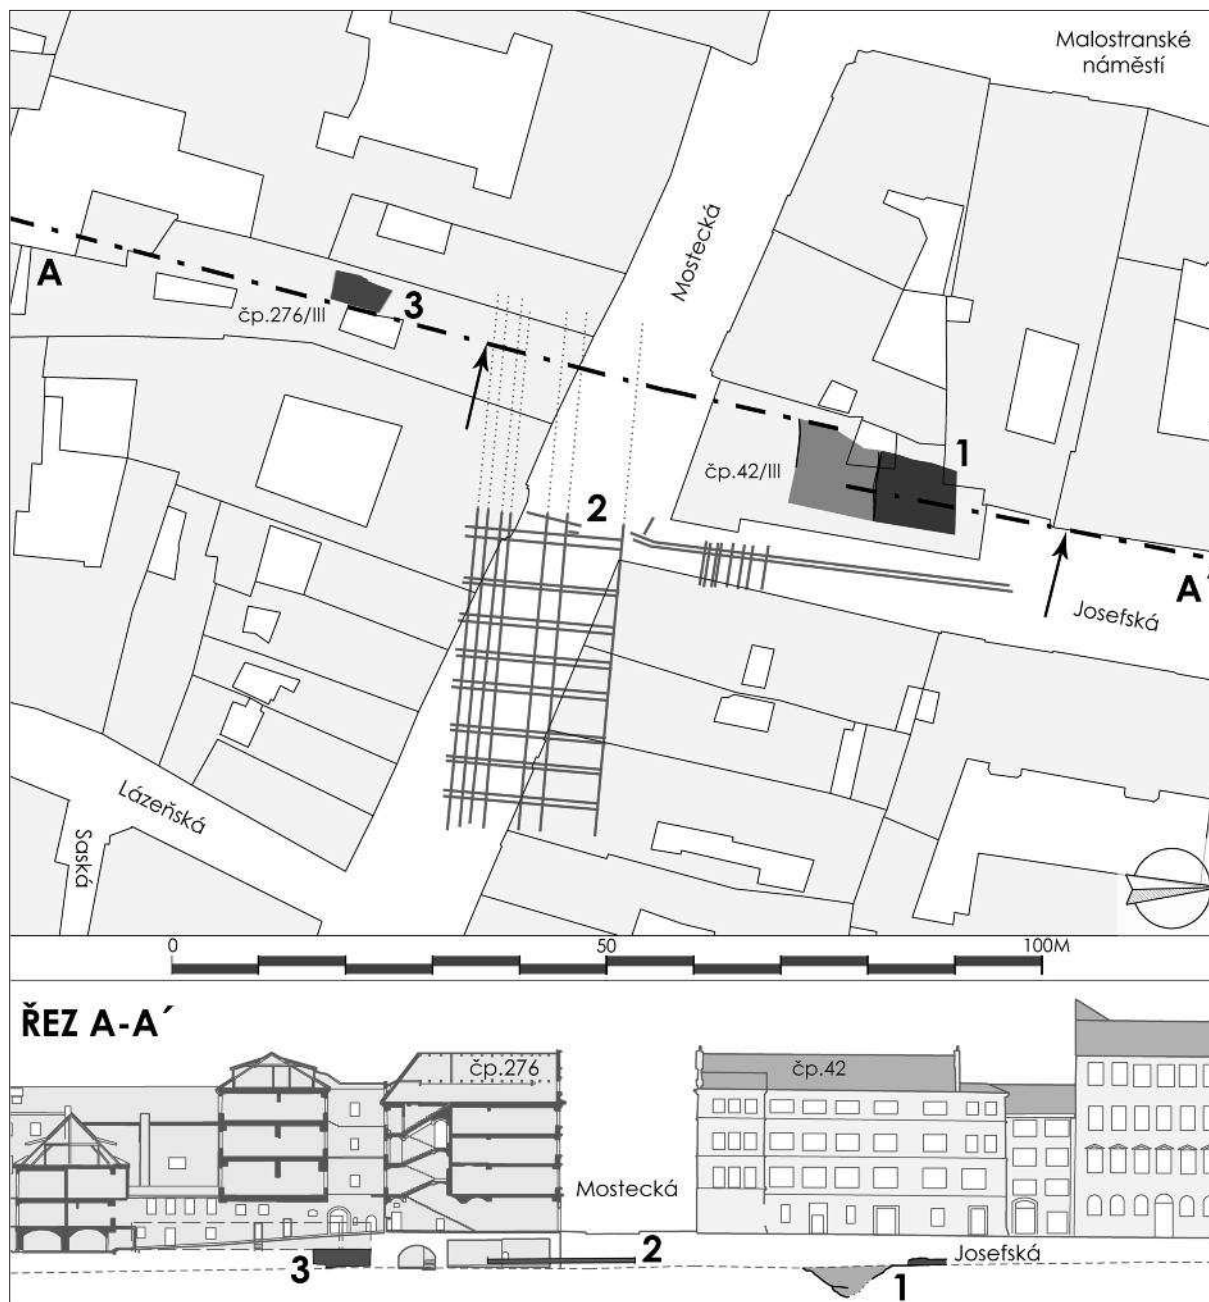 Malostranské
náměstí
Mostecká
A
3
čp.276/III
1
čp.42/III
2
A´
Josefská
Lázeňská
Saská
0 50 100M
ŘEZ A-A´
čp.276
čp.42
Mostecká
2
Josefská
3
1